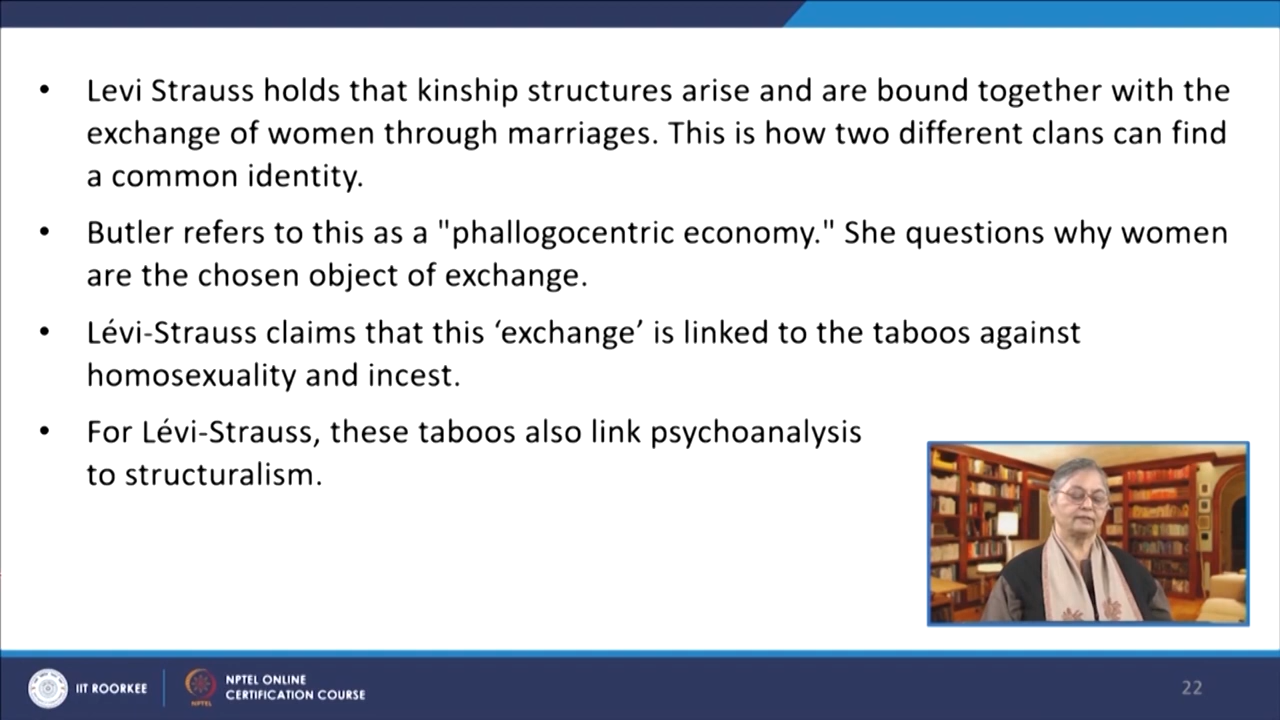 • Levi Strauss holds that kinship structures arise and are bound together with the
exchange of women through marriages. This is how two different clans can find
a common identity.
• Butler refers to this as a "phallogocentric economy." She questions why women
are the chosen object of exchange.
• Lévi-Strauss claims that this ‘exchange’ is linked to the taboos against
homosexuality and incest.
• For Lévi-Strauss, these taboos also link psychoanalysis
to structuralism.
IIT ROORKEE
NPTEL
NPTEL ONLINE
CERTIFICATION COURSE
22